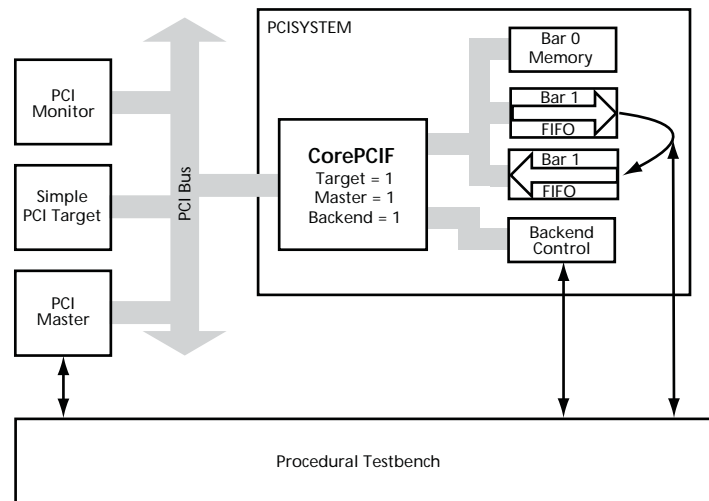 PCISYSTEM
PCI
Monitor
Simple
PCI Target
PCI
Master
PCI Bus
CorePCIF
Target = 1
Master = 1
Backend = 1
Bar 0
Memory
Bar 1
FIFO
Bar 1
FIFO
Backend
Control
Procedural Testbench